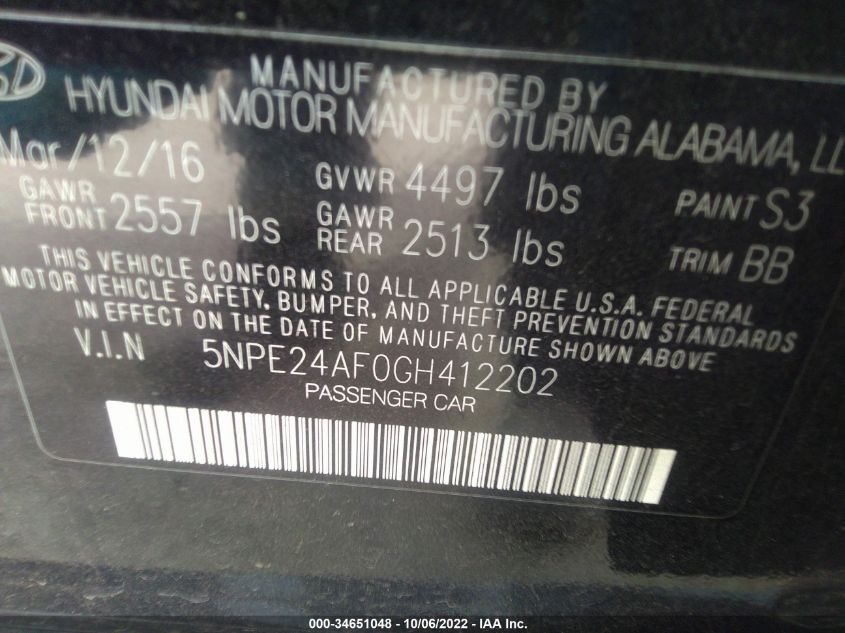 MANUFACTURED BY
HYUNDAI MOTOR MANUFACTURING ALABAMA, LL
Mar/12/16 GVWR 4497 lbs PAINT S3
GAWR FRONT 2557 lbs GAWR REAR 2513 lbs TRIM BB
THIS VEHICLE CONFORMS TO ALL APPLICABLE U.S.A. FEDERAL
MOTOR VEHICLE SAFETY, BUMPER, AND THEFT PREVENTION STANDARDS
IN EFFECT ON THE DATE OF MANUFACTURE SHOWN ABOVE
V.I.N 5NPE24AF0GH412202
PASSENGER CAR
000-34651048 - 10/06/2022 - IAA Inc.